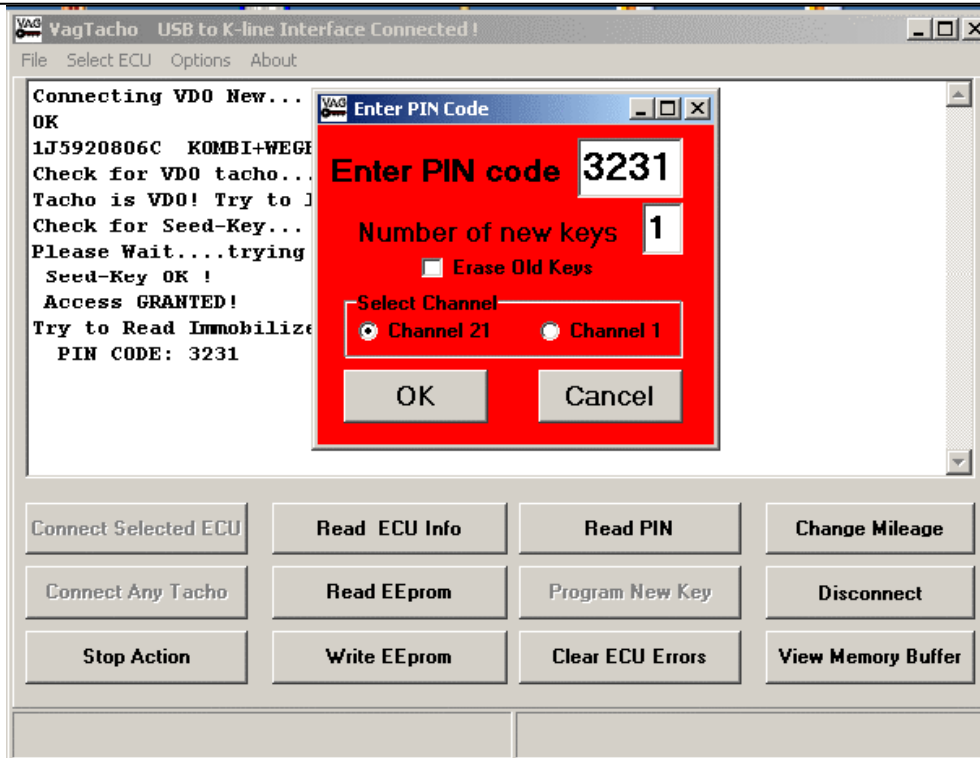 VAG
VagTacho USB to K-line Interface Connected !
File Select ECU Options About
Connecting VDO New...
OK
1J5920806C KOMBI+WEGF
Check for VDO tacho...
Tacho is VDO! Try to
Check for Seed-Key...
Please Wait....trying
Seed-Key OK !
Access GRANTED!
Try to Read Immobilize
PIN CODE: 3231
VAG
Enter PIN Code
Enter PIN code 3231
Number of new keys 1
Erase Old Keys
Select Channel
Channel 21 Channel 1
OK Cancel
Connect Selected ECU Read ECU Info Read PIN Change Mileage
Connect Any Tacho Read EEprom Program New Key Disconnect
Stop Action Write EEprom Clear ECU Errors View Memory Buffer